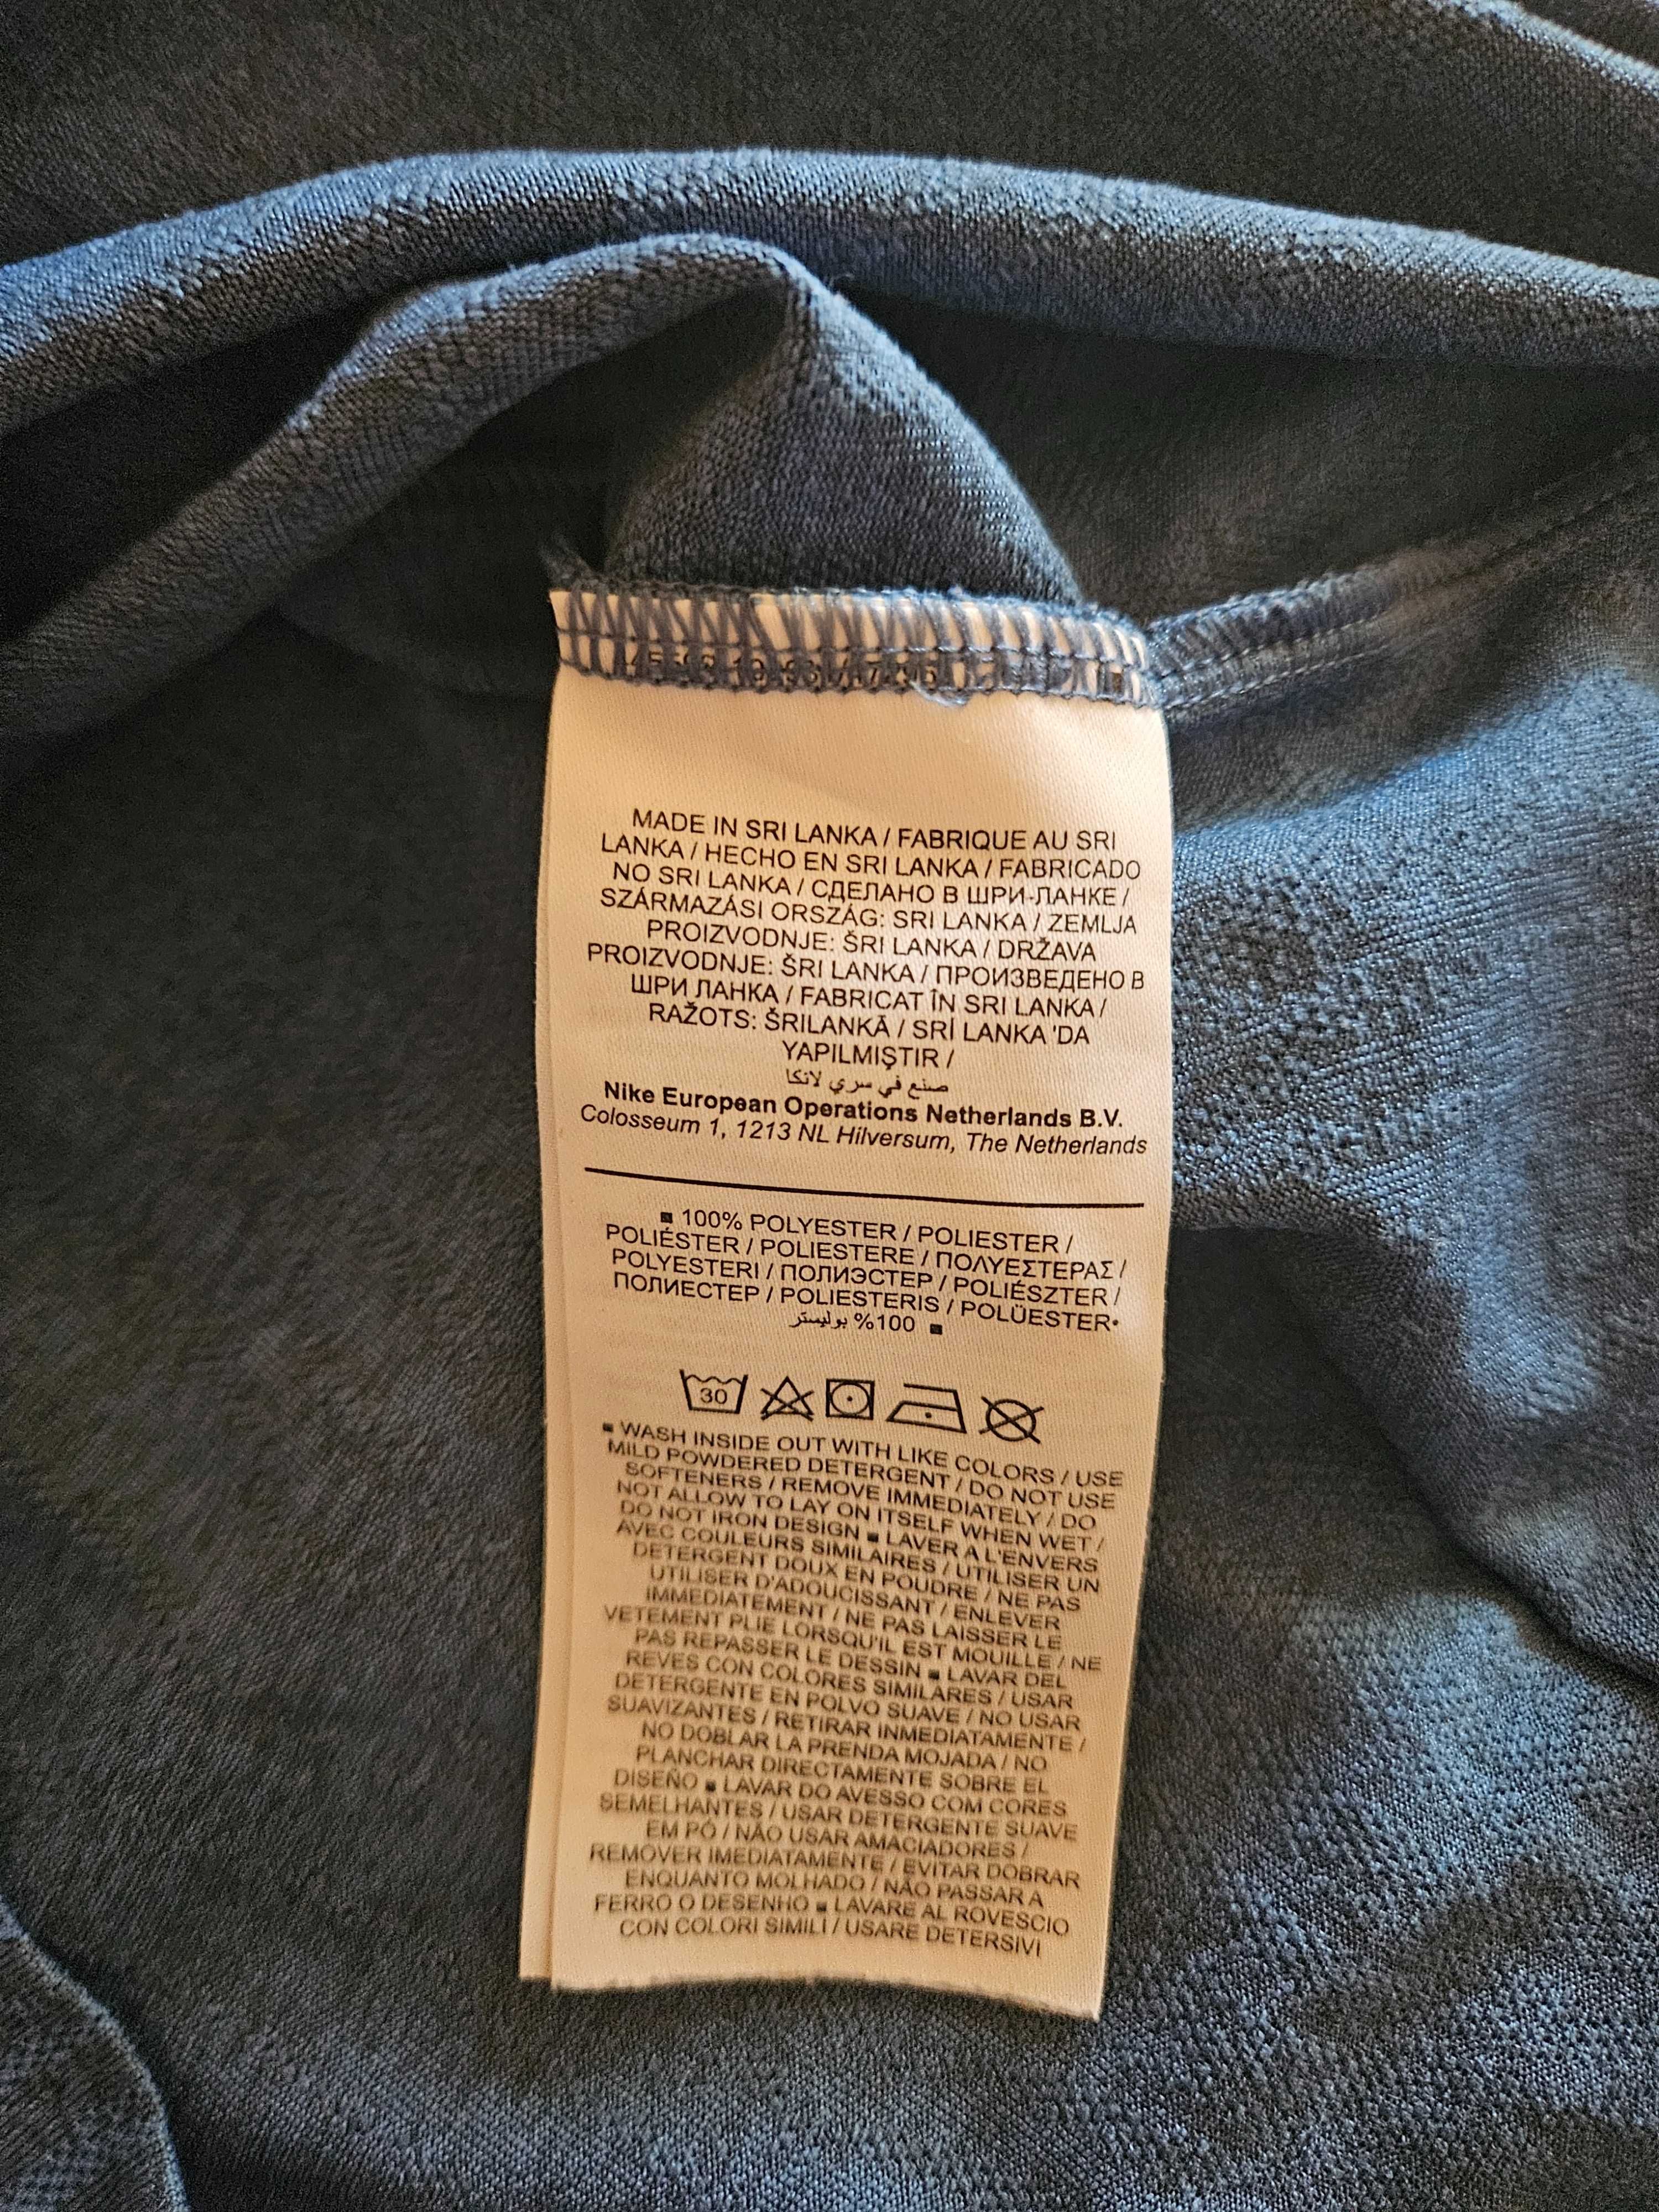 MADE IN SRI LANKA / FABRIQUE AU SRI
LANKA / HECHO EN SRI LANKA / FABRICADO
NO SRI LANKA / СДЕЛАНО В ШРИ-ЛАНКЕ /
SZÁRMAZÁSI ORSZÁG: SRI LANKA / ZEMLJA
PROIZVODNJE: ŠRI LANKA / DRŽAVA
PROIZVODNJE: ŠRI LANKA / ПРОИЗВЕДЕНО В
ШРИ ЛАНКА / FABRICAT ÎN SRI LANKA /
RAŽOTS: ŠRILANKĀ / SRİ LANKA 'DA
YAPILMIŞTIR /
صنع في سري لانكا
Nike European Operations Netherlands B.V.
Colosseum 1, 1213 NL Hilversum, The Netherlands
■ 100% POLYESTER / POLIESTER /
POLIÉSTER / POLIESTERE / ΠΟΛΥΕΣΤΕΡΑΣ /
POLYESTERI / ПОЛИЭСТЕР / POLIÉSZTER /
ПОЛИЕСТЕР / POLIESTERIS / POLÜESTER•
■ 100% بوليستر
30
■ WASH INSIDE OUT WITH LIKE COLORS / USE
MILD POWDERED DETERGENT / DO NOT USE
SOFTENERS / REMOVE IMMEDIATELY / DO
NOT ALLOW TO LAY ON ITSELF WHEN WET /
DO NOT IRON DESIGN ■ LAVER A L'ENVERS
AVEC COULEURS SIMILAIRES / UTILISER UN
DETERGENT DOUX EN POUDRE / NE PAS
UTILISER D'ADOUCISSANT / ENLEVER
IMMEDIATEMENT / NE PAS LAISSER LE
VETEMENT PLIE LORSQU'IL EST MOUILLE / NE
PAS REPASSER LE DESSIN ■ LAVAR DEL
REVES CON COLORES SIMILARES / USAR
DETERGENTE EN POLVO SUAVE / NO USAR
SUAVIZANTES / RETIRAR INMEDIATAMENTE /
NO DOBLAR LA PRENDA MOJADA / NO
PLANCHAR DIRECTAMENTE SOBRE EL
DISEÑO ■ LAVAR DO AVESSO COM CORES
SEMELHANTES / USAR DETERGENTE SUAVE
EM PÓ / NÃO USAR AMACIADORES /
REMOVER IMEDIATAMENTE / EVITAR DOBRAR
ENQUANTO MOLHADO / NÃO PASSAR A
FERRO O DESENHO ■ LAVARE AL ROVESCIO
CON COLORI SIMILI / USARE DETERSIVI